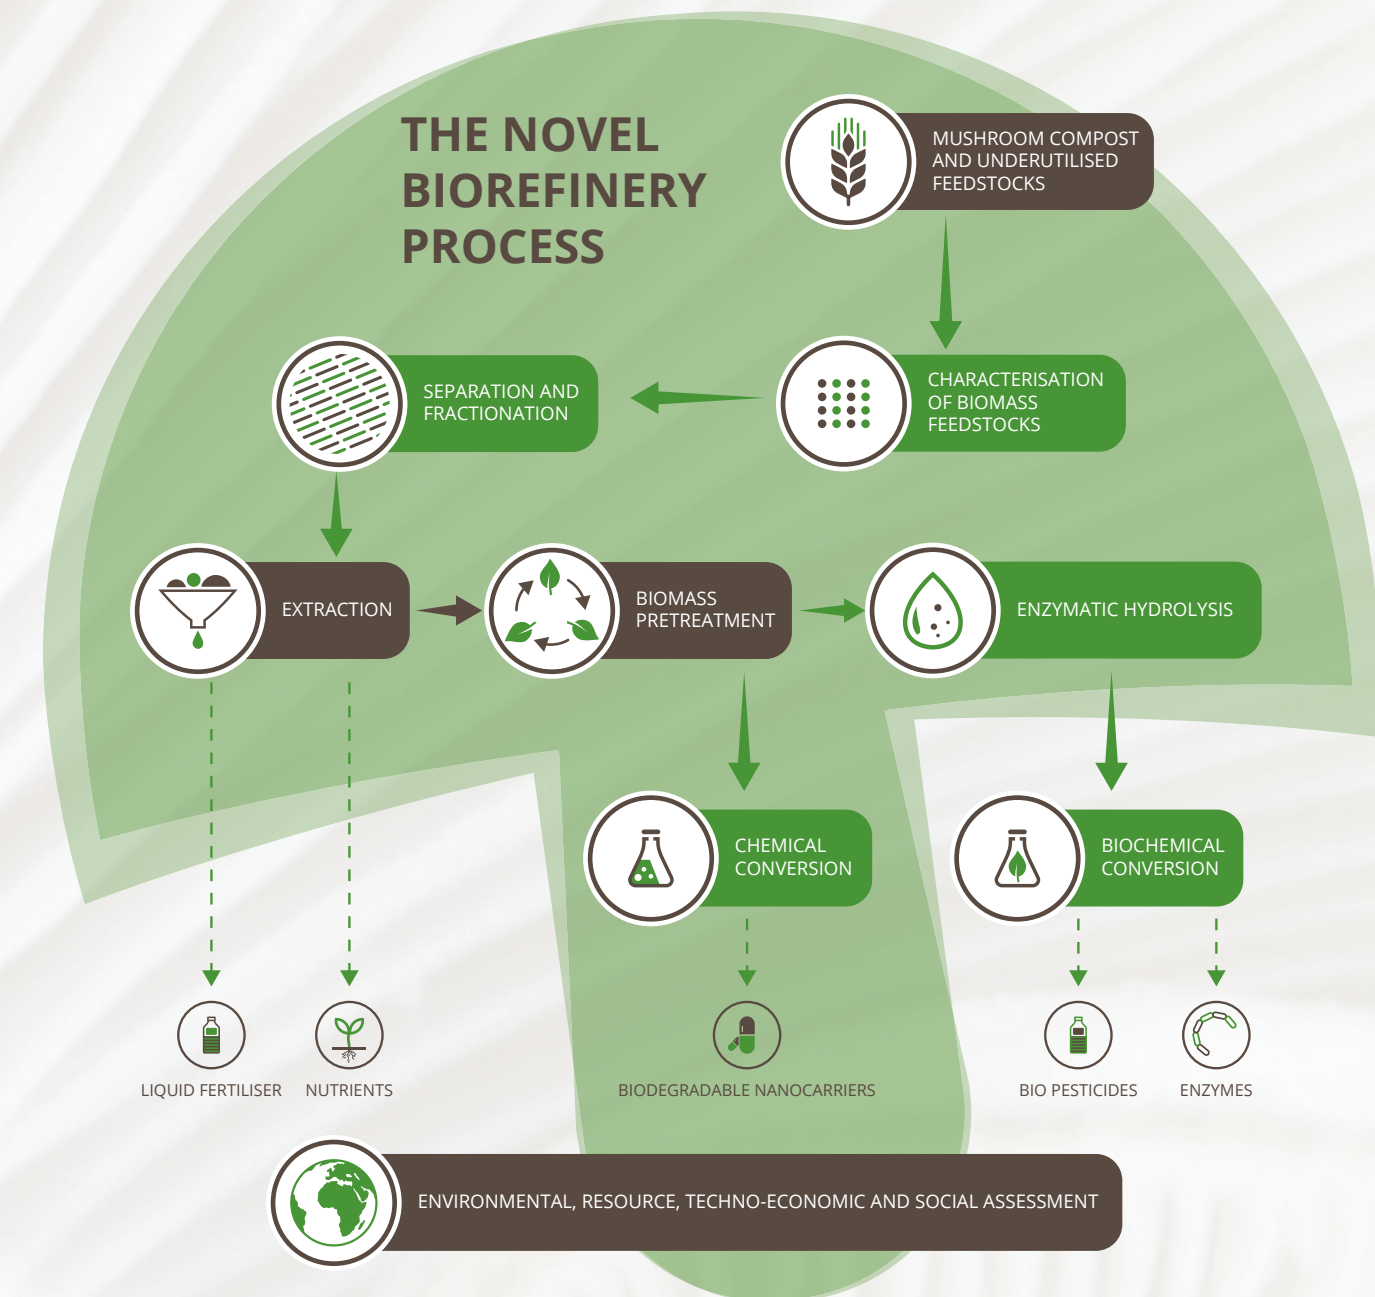 THE NOVEL
BIOREFINERY
PROCESS
MUSHROOM COMPOST
AND UNDERUTILISED
FEEDSTOCKS
SEPARATION AND
FRACTIONATION
CHARACTERISATION
OF BIOMASS
FEEDSTOCKS
EXTRACTION
BIOMASS
PRETREATMENT
ENZYMATIC HYDROLYSIS
CHEMICAL
CONVERSION
BIOCHEMICAL
CONVERSION
LIQUID FERTILISER
NUTRIENTS
BIODEGRADABLE NANOCARRIERS
BIO PESTICIDES
ENZYMES
ENVIRONMENTAL, RESOURCE, TECHNO-ECONOMIC AND SOCIAL ASSESSMENT